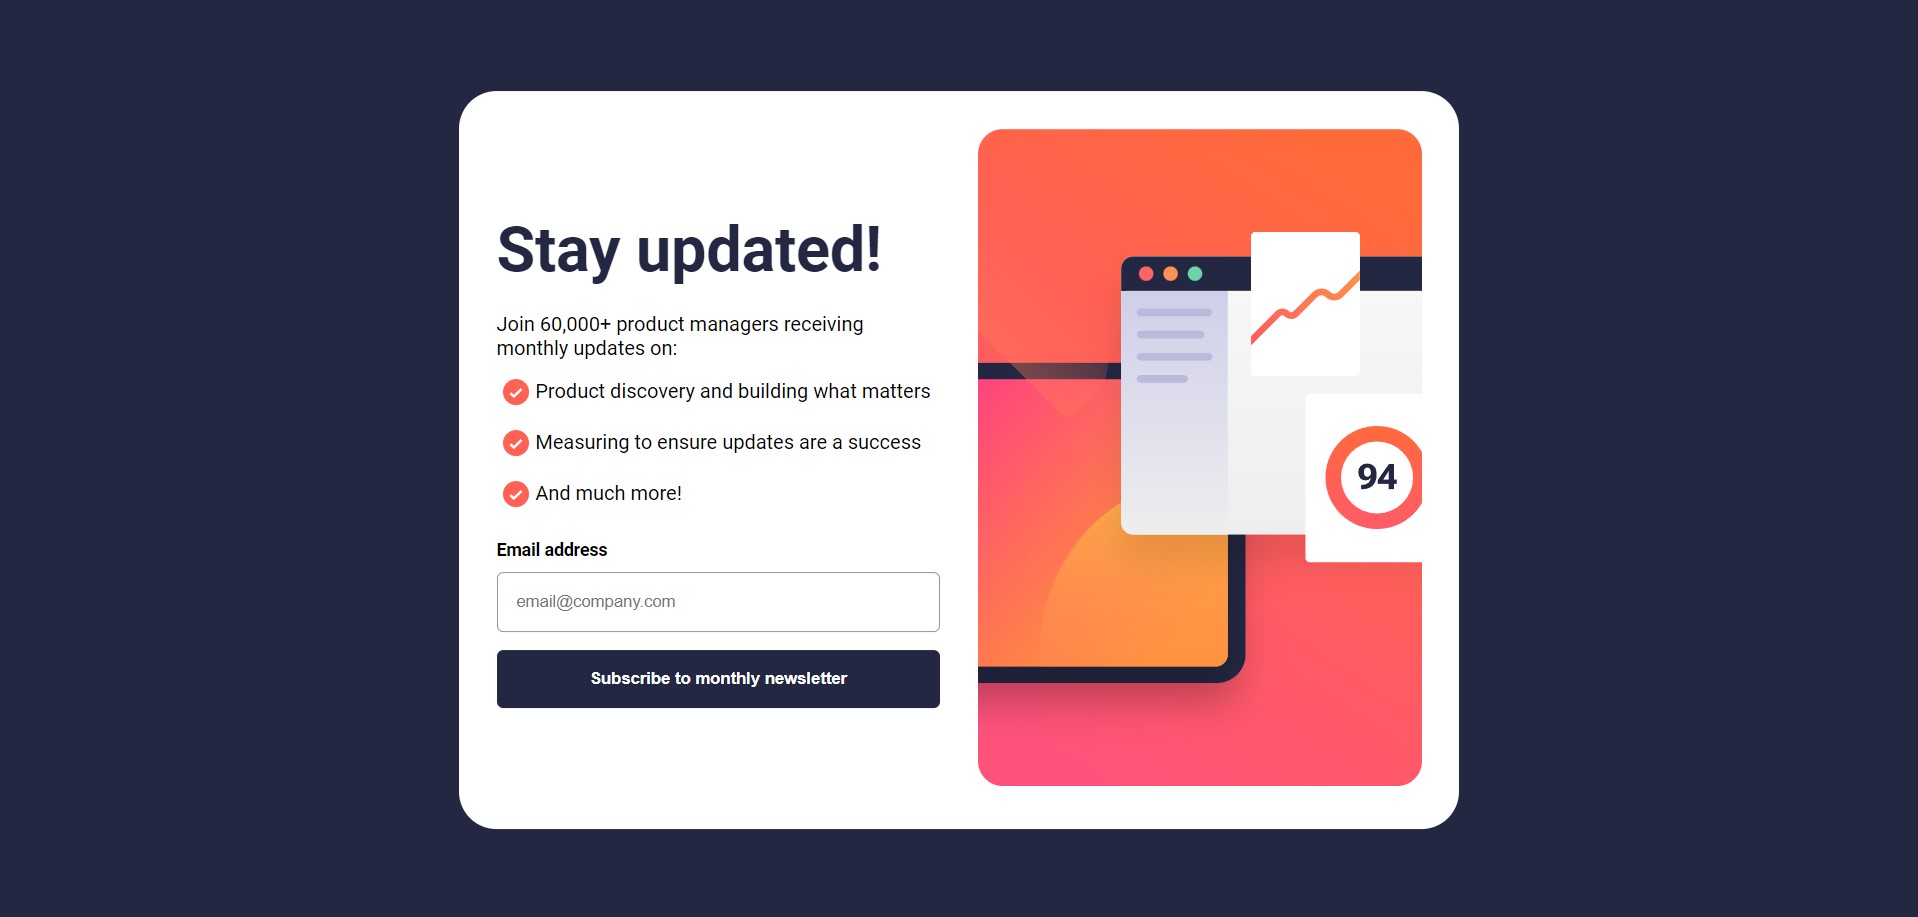 Stay updated!
Join 60,000+ product managers receiving
monthly updates on:
Product discovery and building what matters
Measuring to ensure updates are a success
And much more!
Email address
email@company.com
Subscribe to monthly newsletter
94